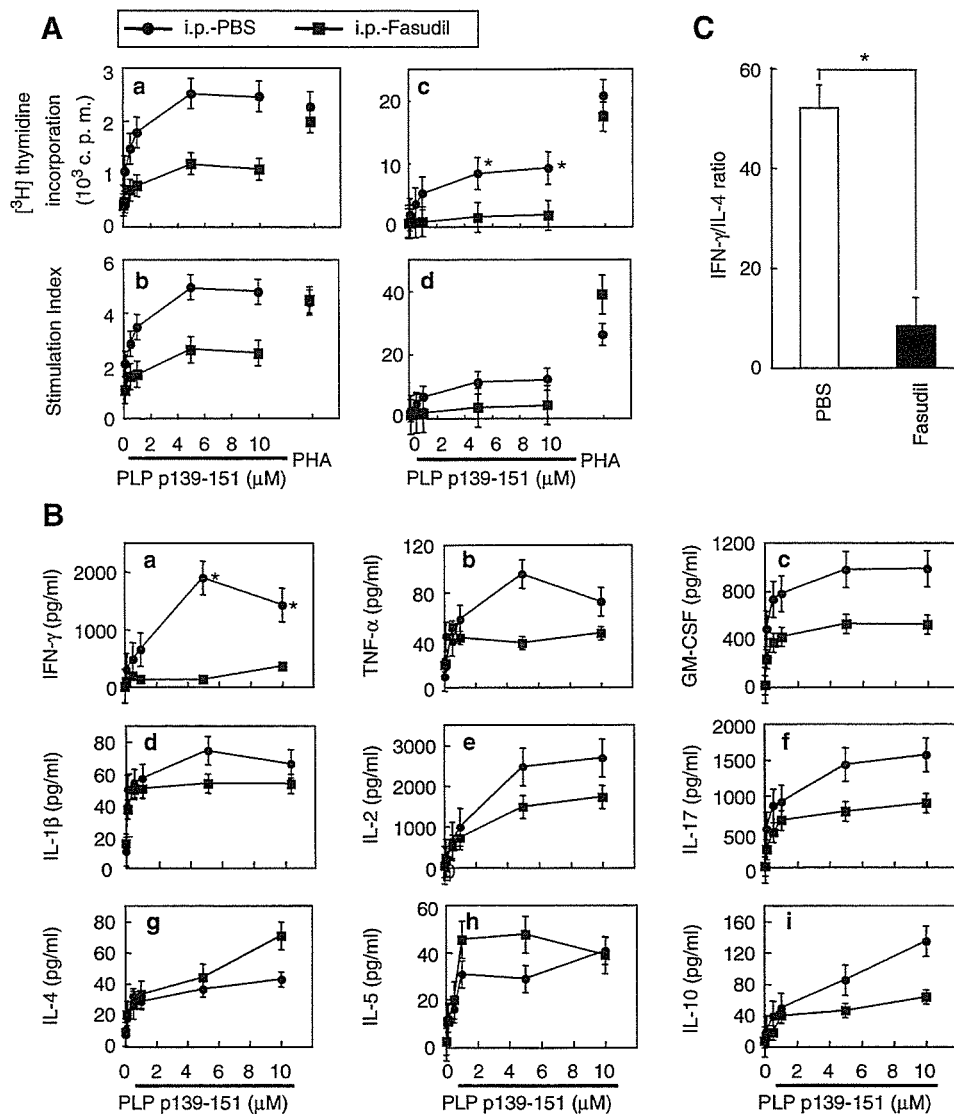 A
i.p.-PBS i.p.-Fasudil
[³H] thymidine
incorporation
(10³ c. p. m.)
3
2
1
0
a
20
10
0
c
*
*
Stimulation Index
6
4
2
0
b
40
20
0
d
0 2 4 6 8 10
PHA
PLP p139-151 (μM)
0 2 4 6 8 10
PHA
PLP p139-151 (μM)
C
*
IFN-γ/IL-4 ratio
60
40
20
0
PBS
Fasudil
B
IFN-γ (pg/ml)
2000
1000
0
a
*
*
TNF-α (pg/ml)
120
80
40
0
b
GM-CSF (pg/ml)
1200
800
400
0
c
IL-1β (pg/ml)
80
60
40
20
0
d
IL-2 (pg/ml)
3000
2000
1000
0
e
IL-17 (pg/ml)
2000
1500
1000
500
0
f
IL-4 (pg/ml)
80
60
40
20
0
g
IL-5 (pg/ml)
60
40
20
0
h
IL-10 (pg/ml)
160
120
80
40
0
i
0 2 4 6 8 10
PLP p139-151 (μM)
0 2 4 6 8 10
PLP p139-151 (μM)
0 2 4 6 8 10
PLP p139-151 (μM)